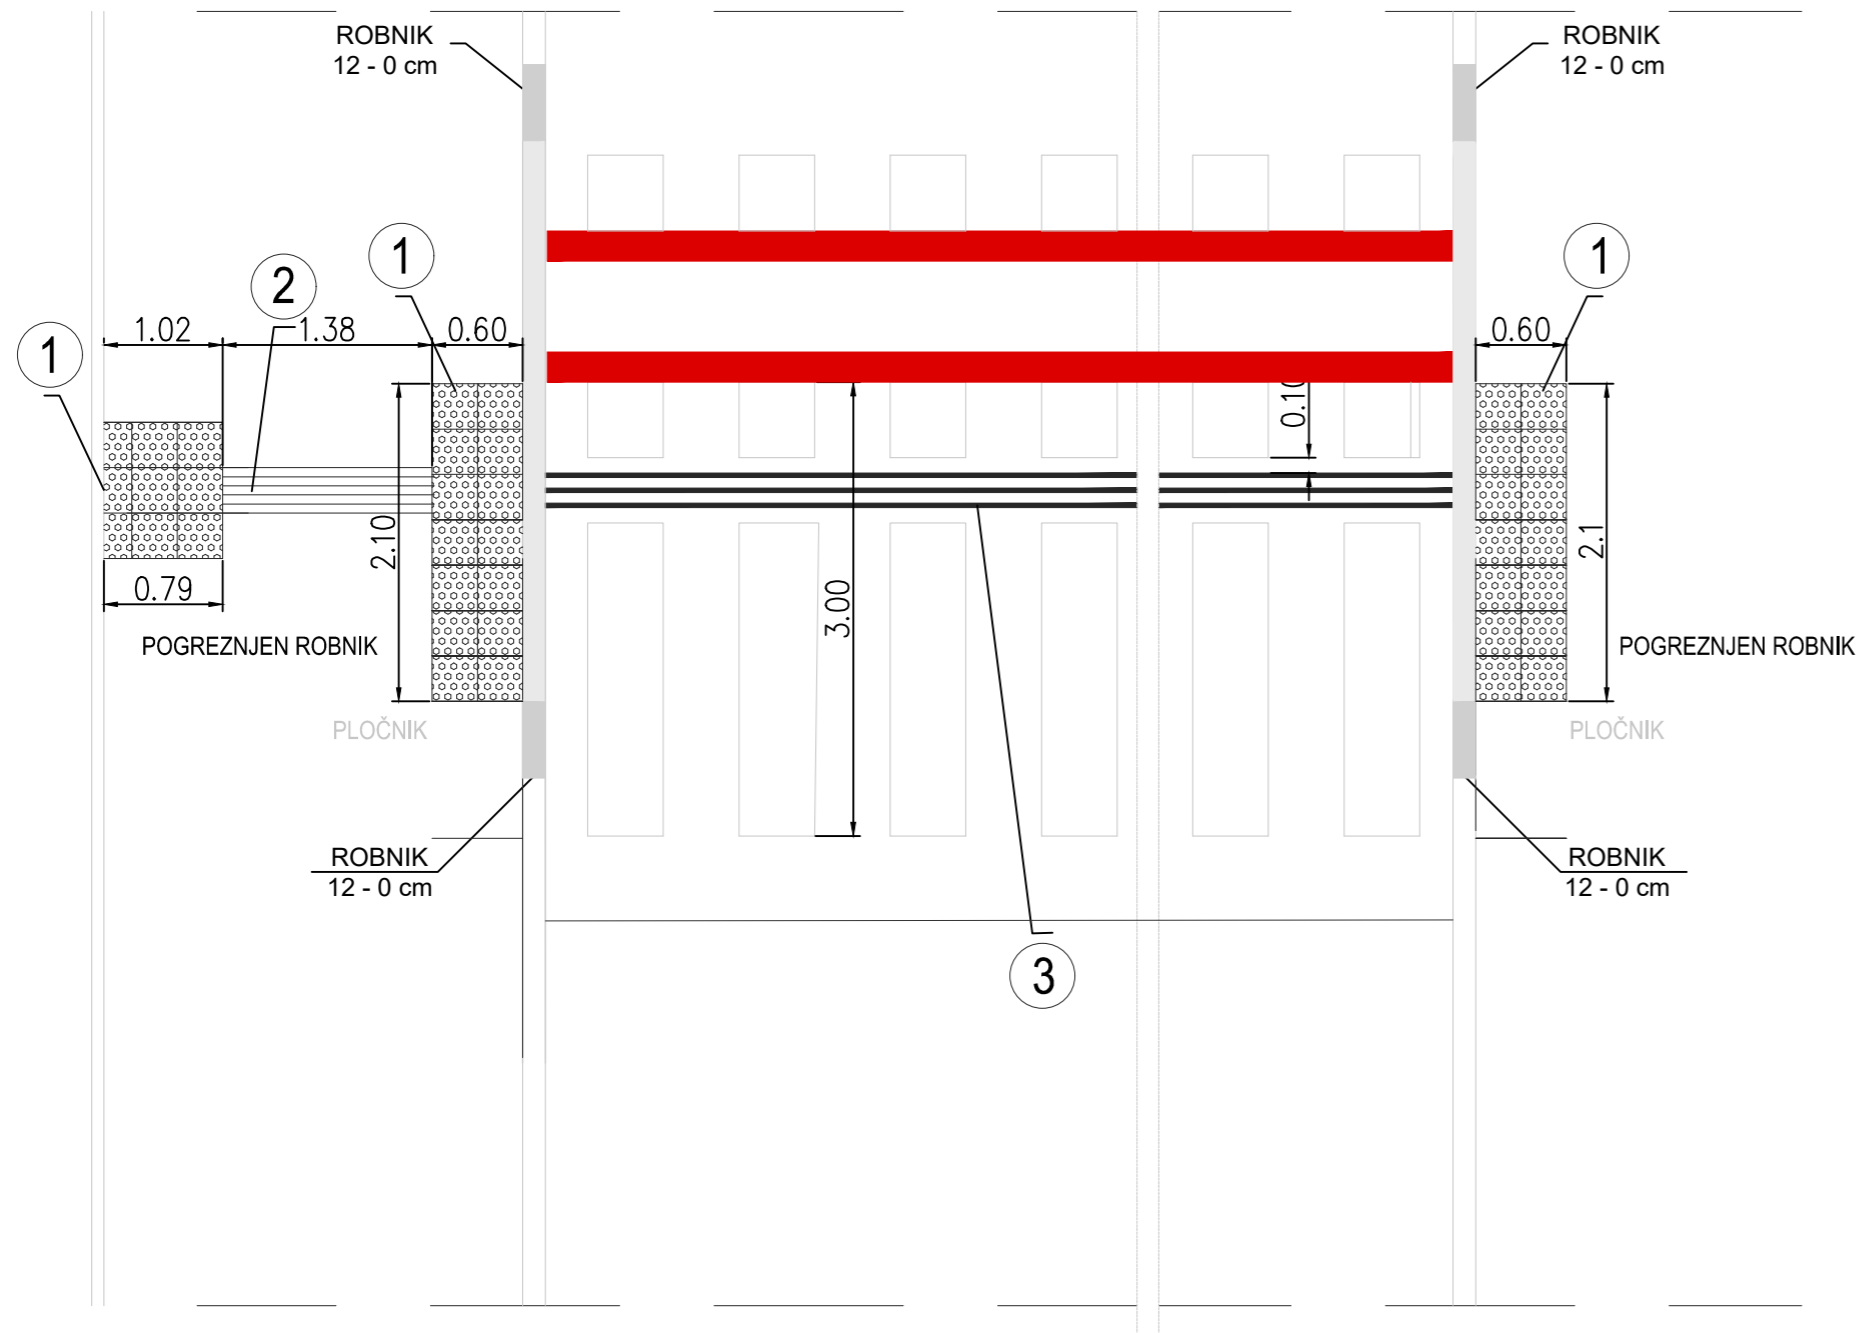 ROBNIK
12 - 0 cm
ROBNIK
12 - 0 cm
1
1
2
1
1.02
1.38
0.60
0.60
0.10
2.10
2.1
0.79
3.00
POGREZNJEN ROBNIK
POGREZNJEN ROBNIK
PLOČNIK
PLOČNIK
ROBNIK
12 - 0 cm
ROBNIK
12 - 0 cm
3